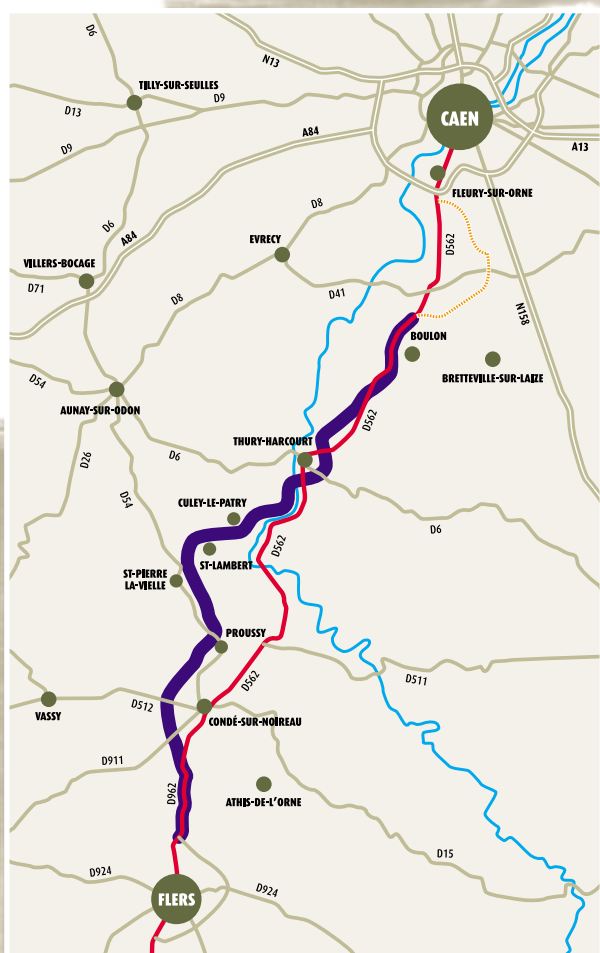 D6
N13
TILLY-SUR-SEULLES
D9
D13
CAEN
A84
D9
A13
FLEURY-SUR-ORNE
D8
D6
A84
EVRECY
D562
VILLERS-BOCAGE
D71
D8
D41
N158
BOULON
D54
BRETTEVILLE-SUR-LAIZE
AUNAY-SUR-ODON
D562
THURY-HARCOURT
D6
D26
D54
CULEY-LE-PATRY
D6
D562
ST-LAMBERT
ST-PIERRE
LA-VIELLE
PROUSSY
D562
D511
D512
VASSY
CONDÉ-SUR-NOIREAU
D911
D962
ATHIS-DE-L'ORNE
D15
D924
D924
FLERS